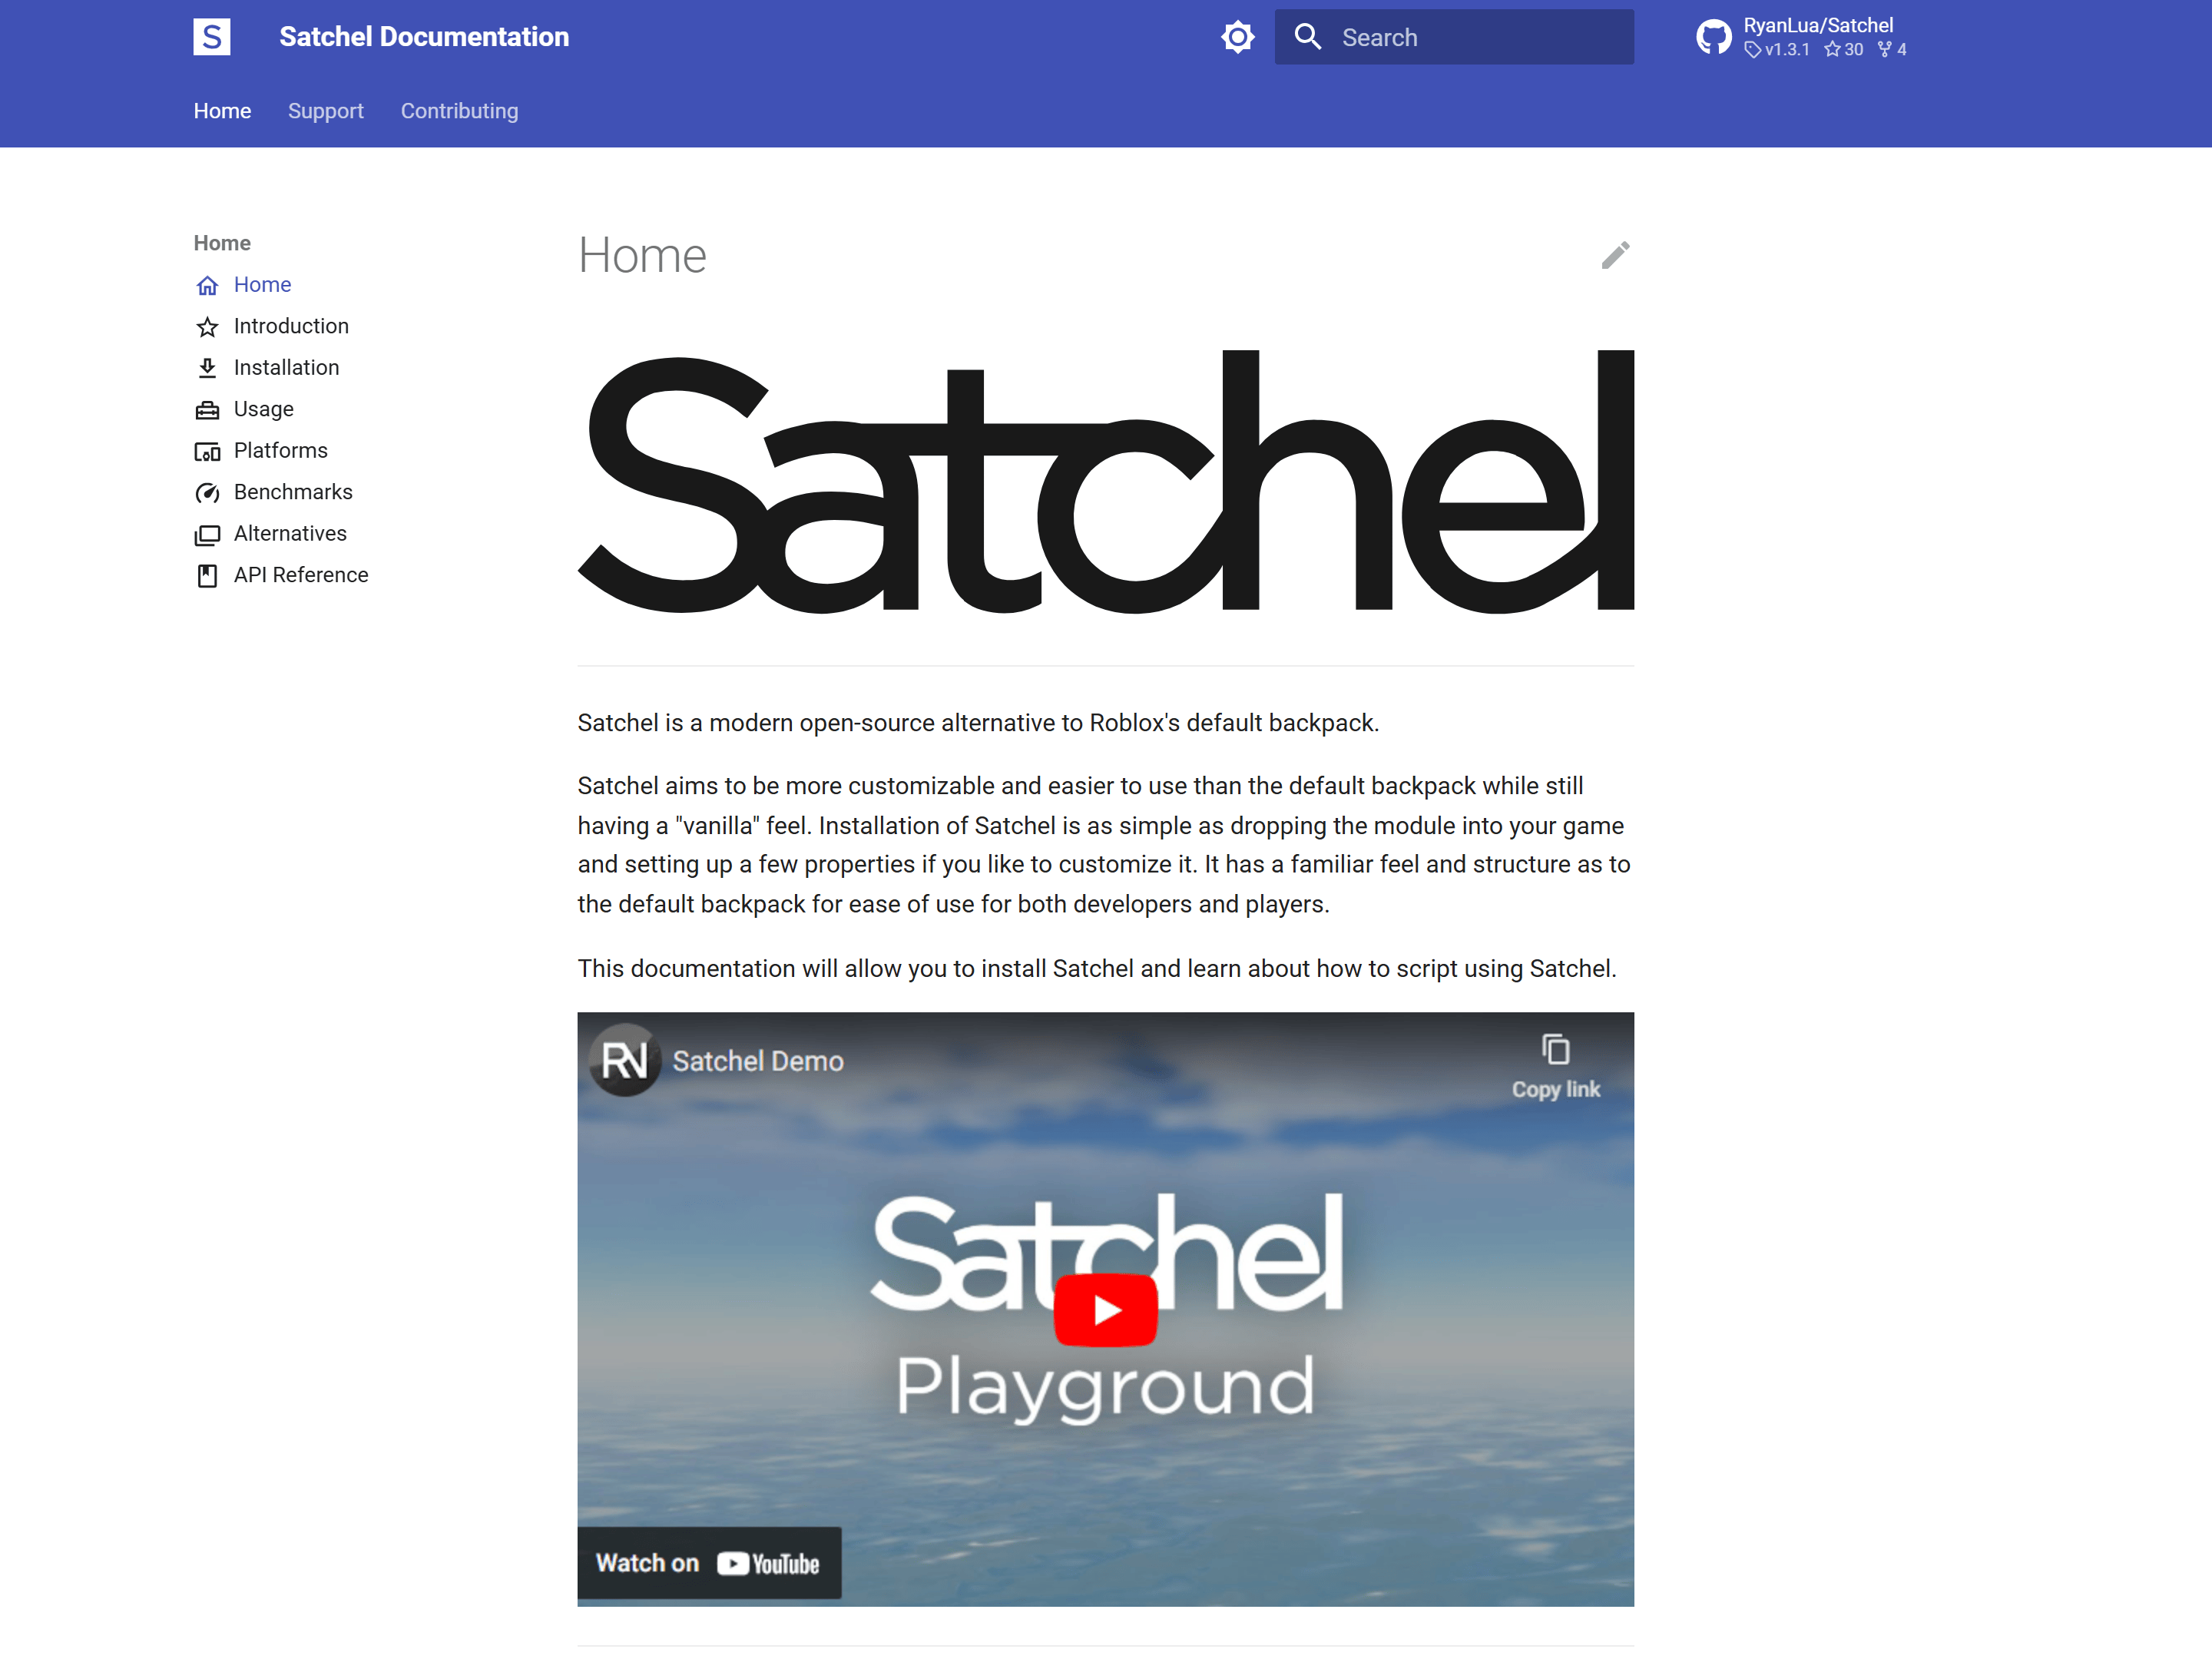 S Satchel Documentation
Search
RyanLua/Satchel
v1.3.1 30 4
Home Support Contributing
Home
Home
Introduction
Installation
Usage
Platforms
Benchmarks
Alternatives
API Reference
Home
Satchel
Satchel is a modern open-source alternative to Roblox's default backpack.
Satchel aims to be more customizable and easier to use than the default backpack while still
having a "vanilla" feel. Installation of Satchel is as simple as dropping the module into your game
and setting up a few properties if you like to customize it. It has a familiar feel and structure as to
the default backpack for ease of use for both developers and players.
This documentation will allow you to install Satchel and learn about how to script using Satchel.
RN Satchel Demo
Copy link
Satchel
Playground
Watch on YouTube